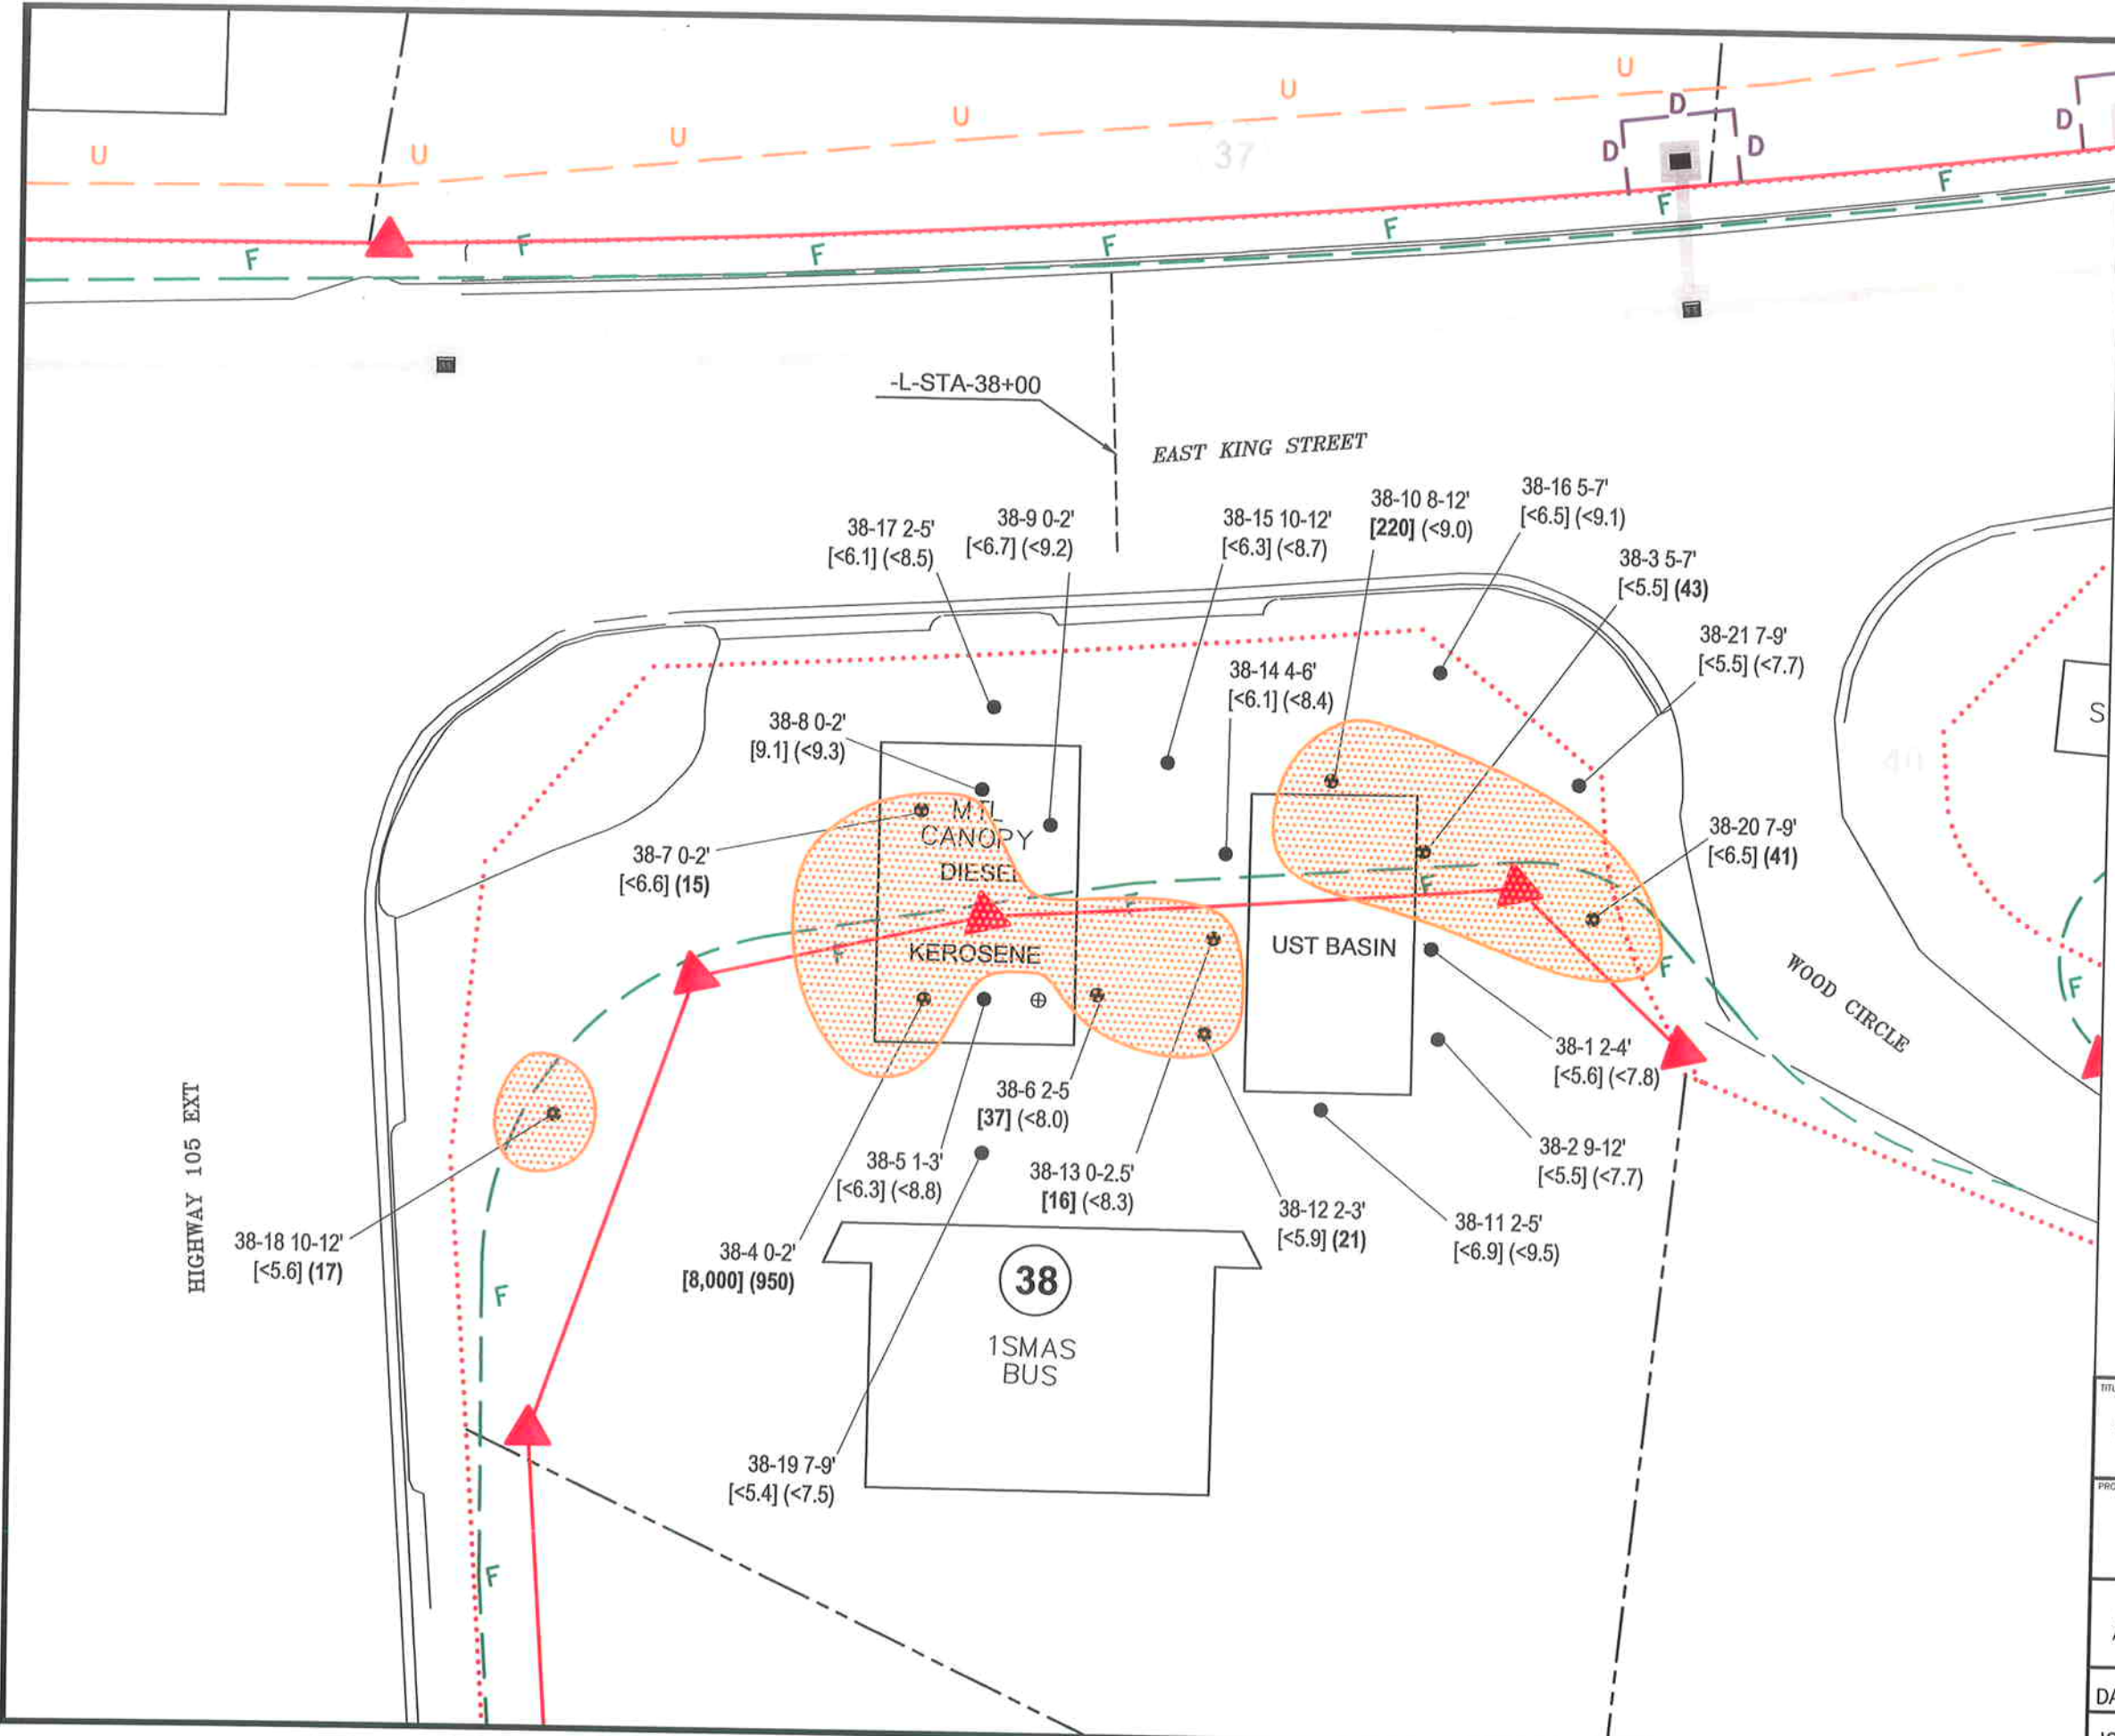 U
U
U
U
U
U
D
D
D
D
37
F
F
F
F
F
F
F
-L-STA-38+00
EAST KING STREET
38-17 2-5'
[<6.1] (<8.5)
38-9 0-2'
[<6.7] (<9.2)
38-15 10-12'
[<6.3] (<8.7)
38-10 8-12'
[220] (<9.0)
38-16 5-7'
[<6.5] (<9.1)
38-3 5-7'
[<5.5] (43)
38-21 7-9'
[<5.5] (<7.7)
38-14 4-6'
[<6.1] (<8.4)
38-8 0-2'
[9.1] (<9.3)
S
40
MTL
CANOPY
DIESEL
38-7 0-2'
[<6.6] (15)
38-20 7-9'
[<6.5] (41)
F
F
F
KEROSENE
UST BASIN
F
F
WOOD CIRCLE
38-1 2-4'
[<5.6] (<7.8)
38-6 2-5
[37] (<8.0)
38-2 9-12'
[<5.5] (<7.7)
38-5 1-3'
[<6.3] (<8.8)
38-13 0-2.5'
[16] (<8.3)
38-12 2-3'
[<5.9] (21)
38-11 2-5'
[<6.9] (<9.5)
HIGHWAY 105 EXT
38-18 10-12'
[<5.6] (17)
38-4 0-2'
[8,000] (950)
F
38
1SMAS
BUS
38-19 7-9'
[<5.4] (<7.5)
F
TITL
PRO
DA